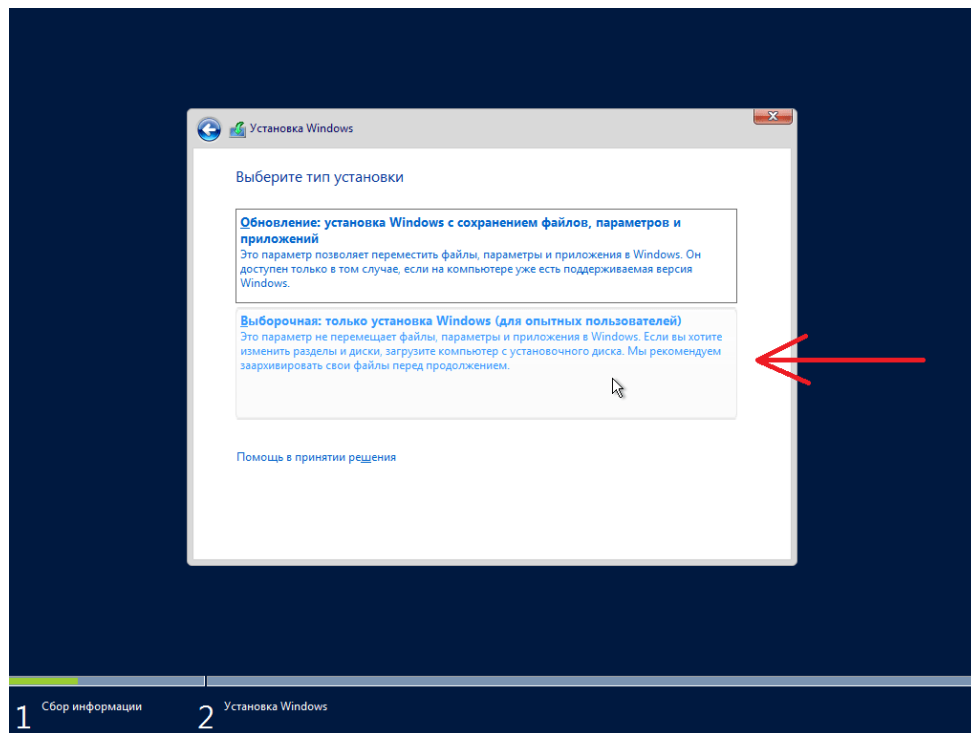 Установка Windows
Выберите тип установки
Обновление: установка Windows с сохранением файлов, параметров и
приложений
Это параметр позволяет переместить файлы, параметры и приложения в Windows. Он
доступен только в том случае, если на компьютере уже есть поддерживаемая версия
Windows.
Выборочная: только установка Windows (для опытных пользователей)
Это параметр не перемещает файлы, параметры и приложения в Windows. Если вы хотите
изменить разделы и диски, загрузите компьютер с установочного диска. Мы рекомендуем
заархивировать свои файлы перед продолжением.
Помощь в принятии решения
1 Сбор информации
2 Установка Windows